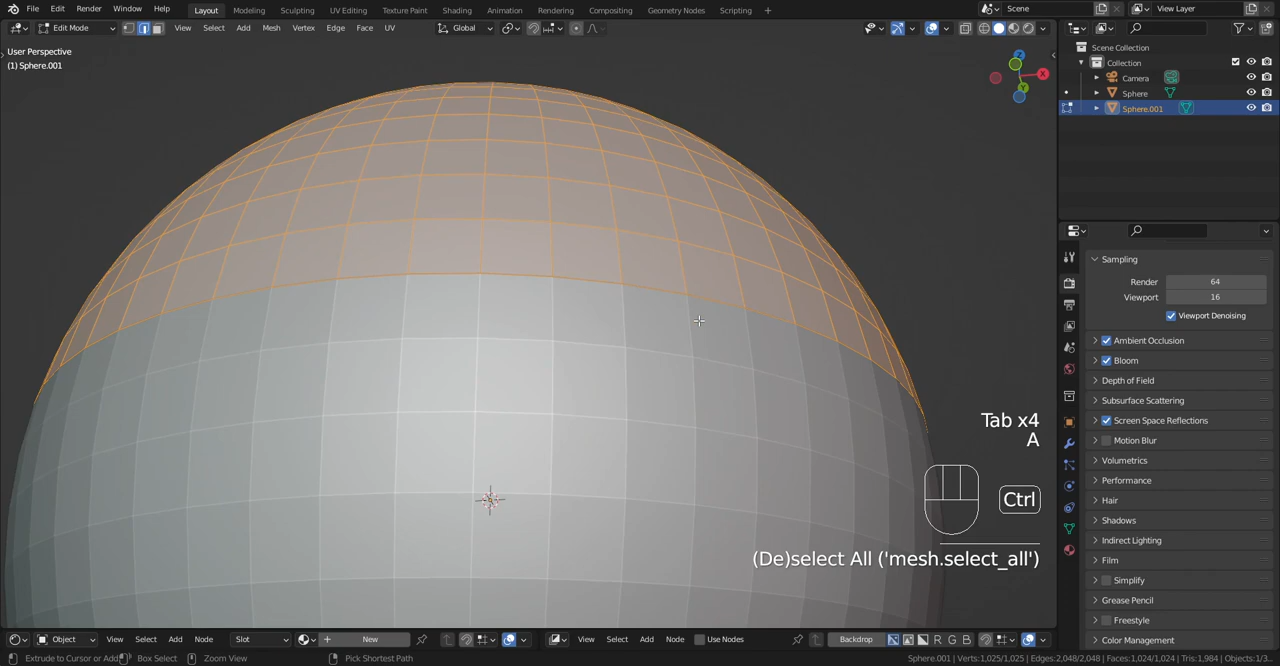 File Edit Render Window Help Layout Modeling Sculpting UV Editing Texture Paint Shading Animation Rendering Compositing Geometry Nodes Scripting + Scene View Layer
Edit Mode View Select Add Mesh Vertex Edge Face UV Global
User Perspective
(1) Sphere.001
X
Y
Z
Scene Collection
Collection
Camera
Sphere
Sphere.001
Sampling
Render 64
Viewport 16
Viewport Denoising
Ambient Occlusion
Bloom
Depth of Field
Subsurface Scattering
Screen Space Reflections
Motion Blur
Volumetrics
Performance
Hair
Shadows
Indirect Lighting
Film
Simplify
Grease Pencil
Freestyle
Color Management
Tab x4
A
Ctrl
(De)select All ('mesh.select_all')
Object View Select Add Node Slot + New View Select Add Node Use Nodes Backdrop R G B
Extrude to Cursor or Add Box Select Zoom View Pick Shortest Path Sphere.001 | Verts:1,025/1,025 | Edges:2,048/2,048 | Faces:1,024/1,024 | Tris:1,984 | Objects:1/3...